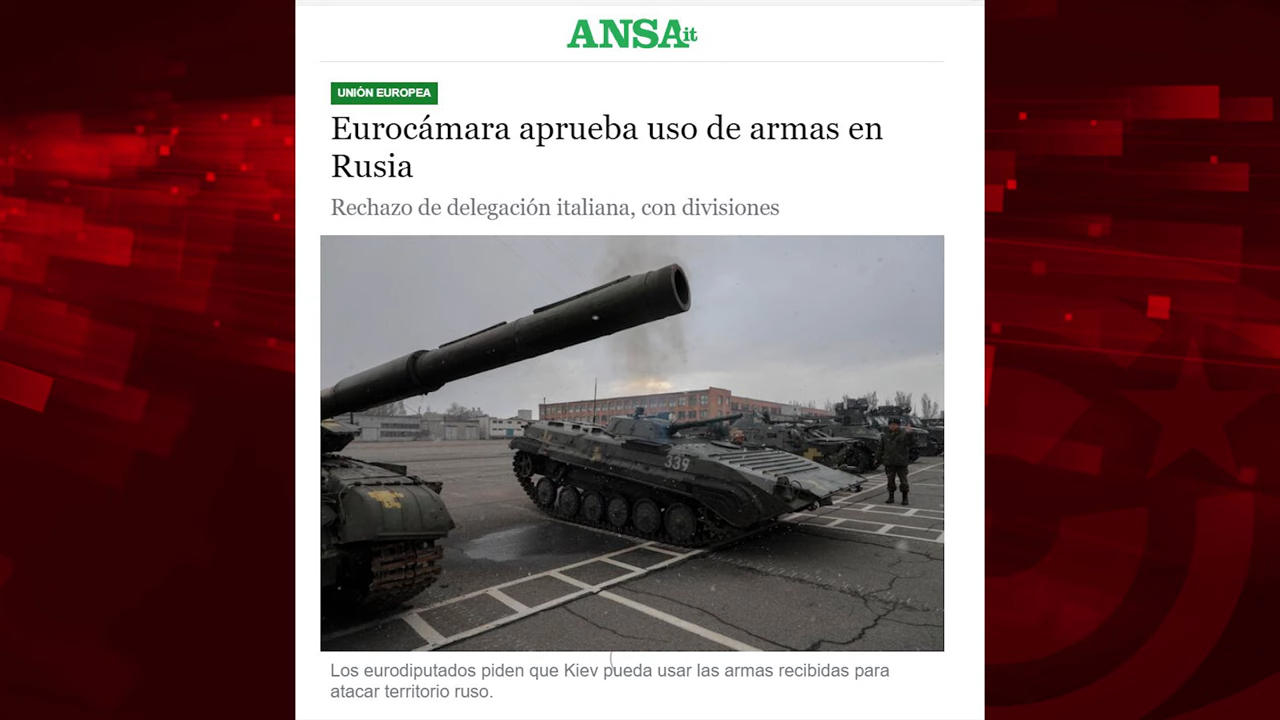 ANSA.it
UNIÓN EUROPEA
Eurocámara aprueba uso de armas en
Rusia
Rechazo de delegación italiana, con divisiones
339
Los eurodiputados piden que Kiev pueda usar las armas recibidas para
atacar territorio ruso.